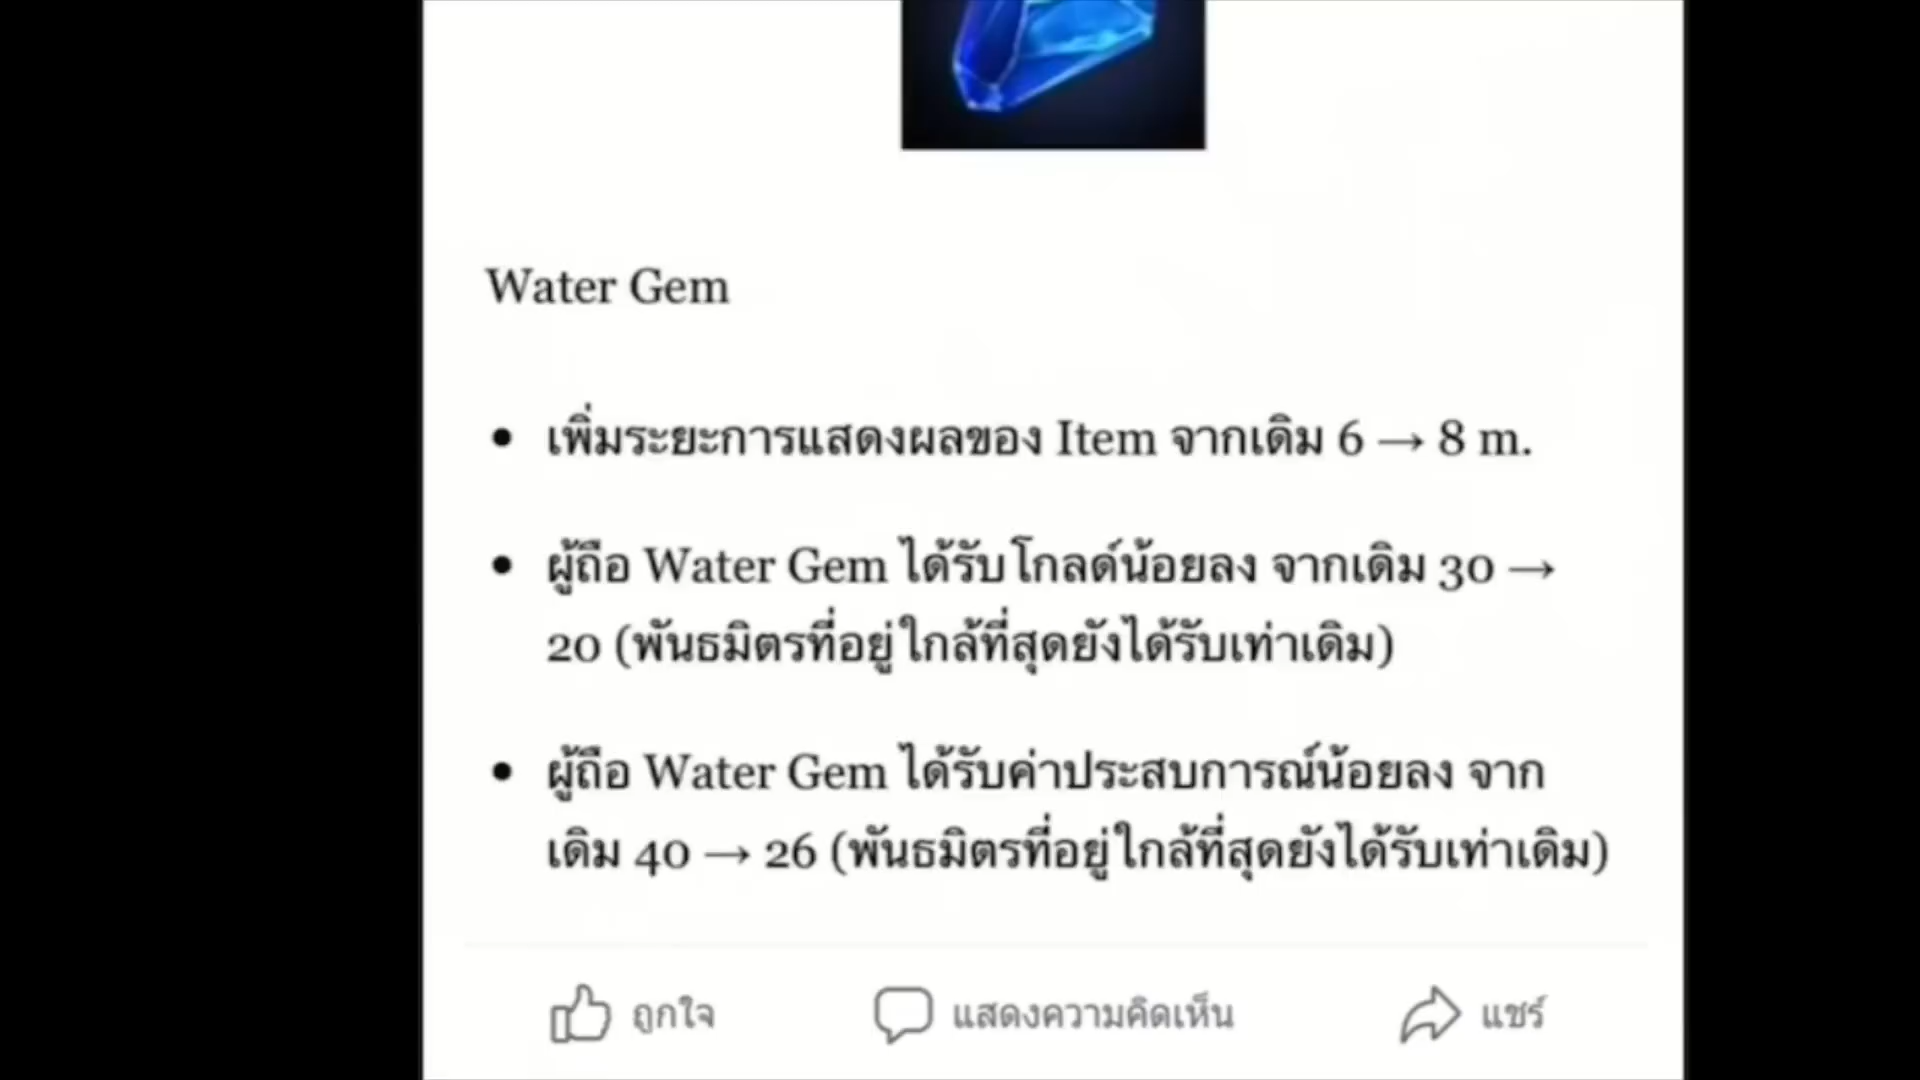 Water Gem
• เพิ่มระยะการแสดงผลของ Item จากเดิม 6 → 8 m.
• ผู้ถือ Water Gem ได้รับโกลด์น้อยลง จากเดิม 30 →
20 (พันธมิตรที่อยู่ใกล้ที่สุดยังได้รับเท่าเดิม)
• ผู้ถือ Water Gem ได้รับค่าประสบการณ์น้อยลง จาก
เดิม 40 → 26 (พันธมิตรที่อยู่ใกล้ที่สุดยังได้รับเท่าเดิม)
ถูกใจ แสดงความคิดเห็น แชร์